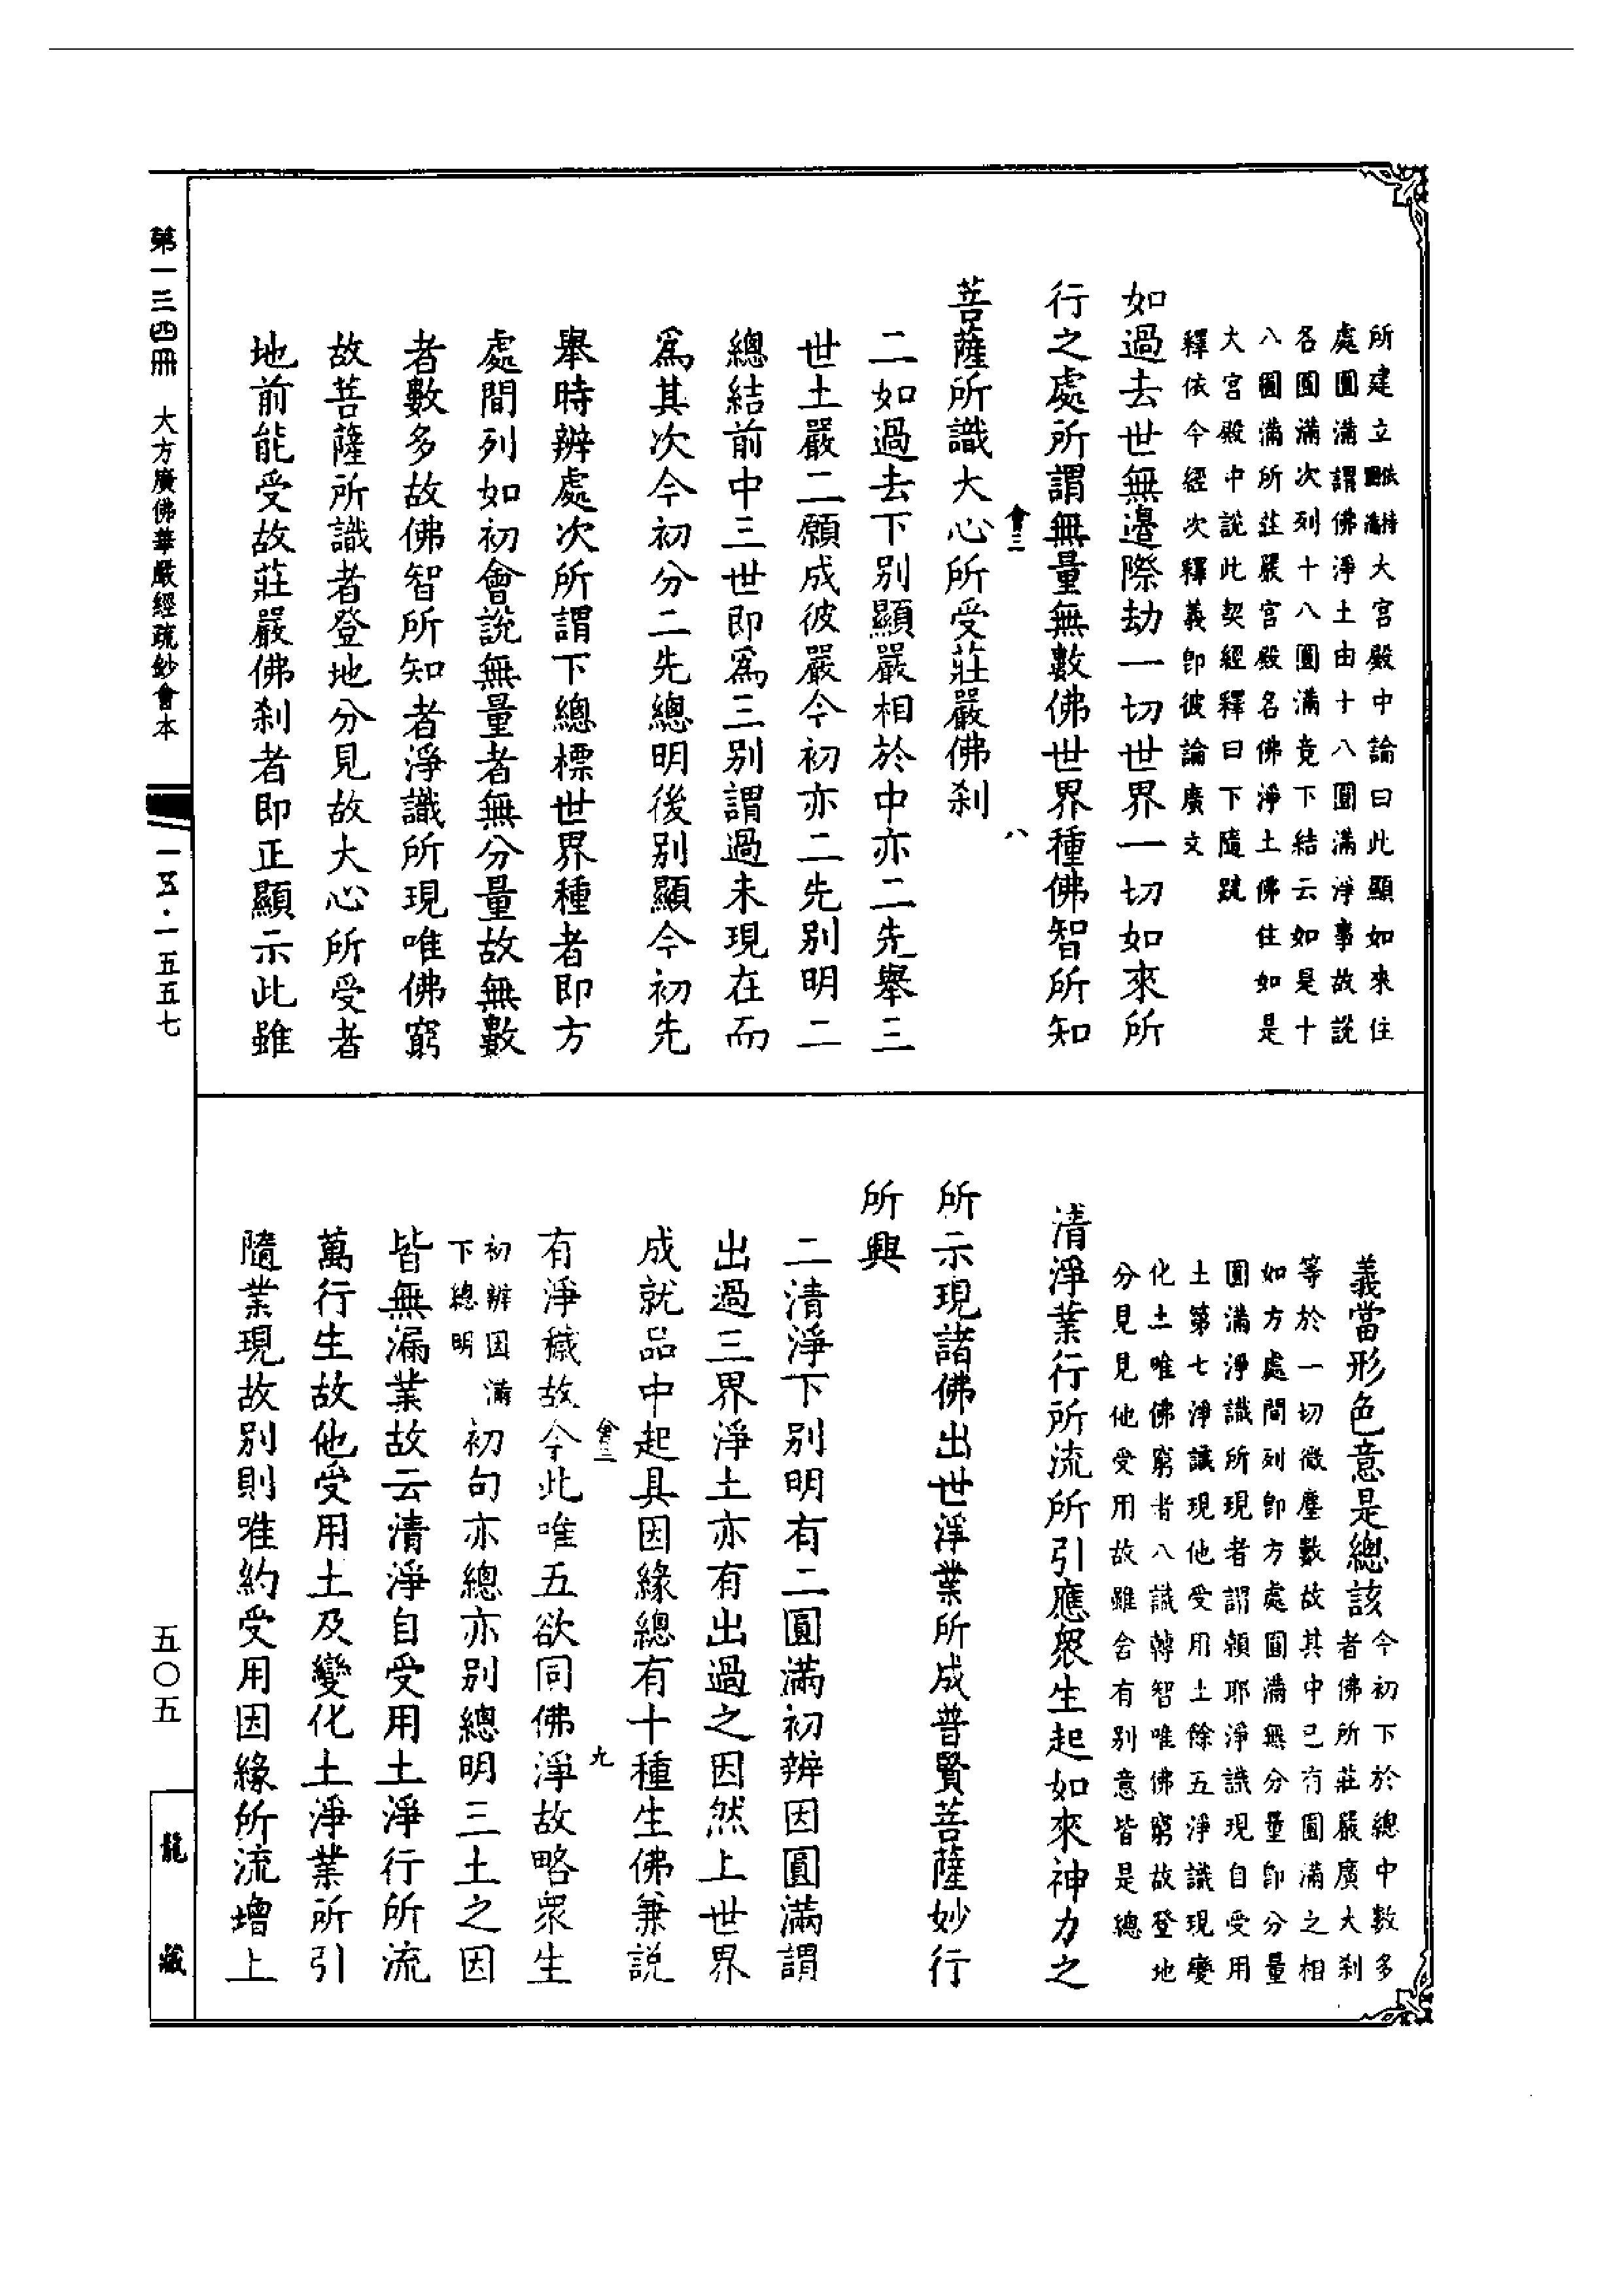 所建立圓滿依持大宮殿中論曰此顯如來住
處圓滿謂佛淨土由十八圓滿淨事故說
各圓滿次列十八圓滿竟下結云如是十
八圓滿所莊嚴宮殿名佛淨土佛住如是
大宮殿中說此契經釋曰下隨疏
釋依今經次釋義即彼論廣文
如過去世無邊際劫一切世界一切如來所
行之處所謂無量無數佛世界種佛智所知
會三
八
菩薩所識大心所受莊嚴佛刹
二如過去下別顯嚴相於中亦二先舉三
世土嚴二願成彼嚴今初亦二先別明二
總結前中三世即爲三別謂過未現在而
爲其次今初分二先總明後別顯今初先
舉時辨處次所謂下總標世界種者即方
處間列如初會說無量者無分量故無數
者數多故佛智所知者淨識所現唯佛窮
故菩薩所識者登地分見故大心所受者
地前能受故莊嚴佛刹者即正顯示此雖
義當形色意是總該
今初下於總中數多
者佛所莊嚴廣大刹
等於一切微塵數故其中已有圓滿之相
如方處間列即方處圓滿無分量即分量
圓滿淨識所現者謂賴耶淨識現自受用
土第七淨識現他受用土餘五淨識現變
化土唯佛窮者八識轉智唯佛窮故登地
分見見他受用故雖含有別意皆是總
清淨業行所流所引應衆生起如來神力之
所示現諸佛出世淨業所成普賢菩薩妙行
所興
二清淨下別明有二圓滿初辨因圓滿謂
出過三界淨土亦有出過之因然上世界
成就品中起具因緣總有十種生佛兼說
會三
九
有淨穢故今此唯五欲同佛淨故略衆生
初辨因滿
下總明
初句亦總亦別總明三土之因
皆無漏業故云清淨自受用土淨行所流
萬行生故他受用土及變化土淨業所引
隨業現故別則唯約受用因緣所流增上
第一三四冊 大方廣佛華嚴經疏鈔會本
一五·一五五七
五〇五
龍藏